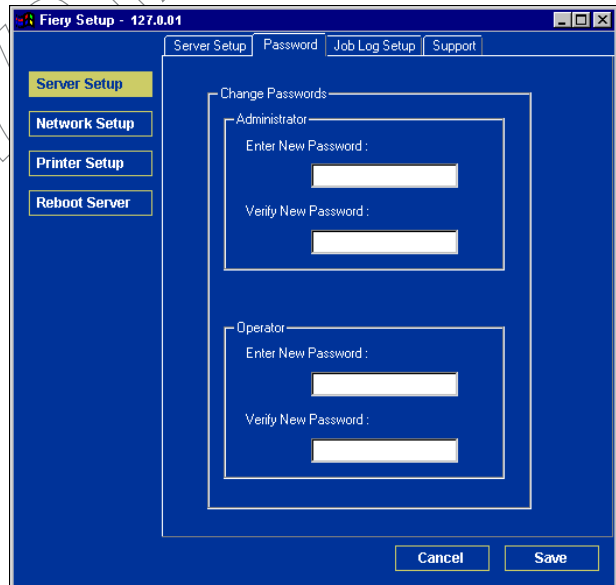 Fiery Setup - 127.0.01
Server Setup Password Job Log Setup Support
Server Setup
Network Setup
Printer Setup
Reboot Server
Change Passwords
Administrator
Enter New Password :
Verify New Password :
Operator
Enter New Password :
Verify New Password :
Cancel Save